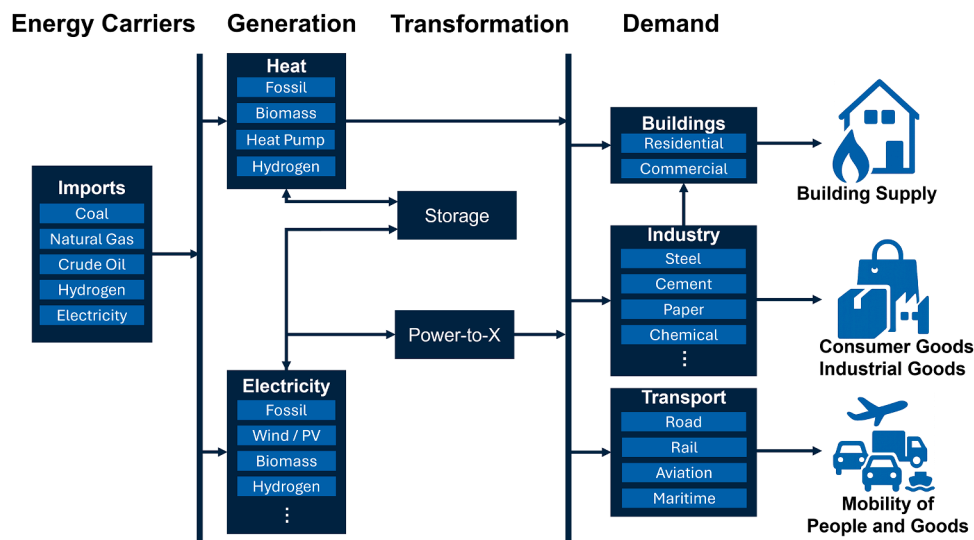 Energy Carriers
Generation
Transformation
Demand
Imports
Coal
Natural Gas
Crude Oil
Hydrogen
Electricity
Heat
Fossil
Biomass
Heat Pump
Hydrogen
Electricity
Fossil
Wind / PV
Biomass
Hydrogen
⋮
Storage
Power-to-X
Buildings
Residential
Commercial
Industry
Steel
Cement
Paper
Chemical
⋮
Transport
Road
Rail
Aviation
Maritime
Building Supply
Consumer Goods
Industrial Goods
Mobility of
People and Goods